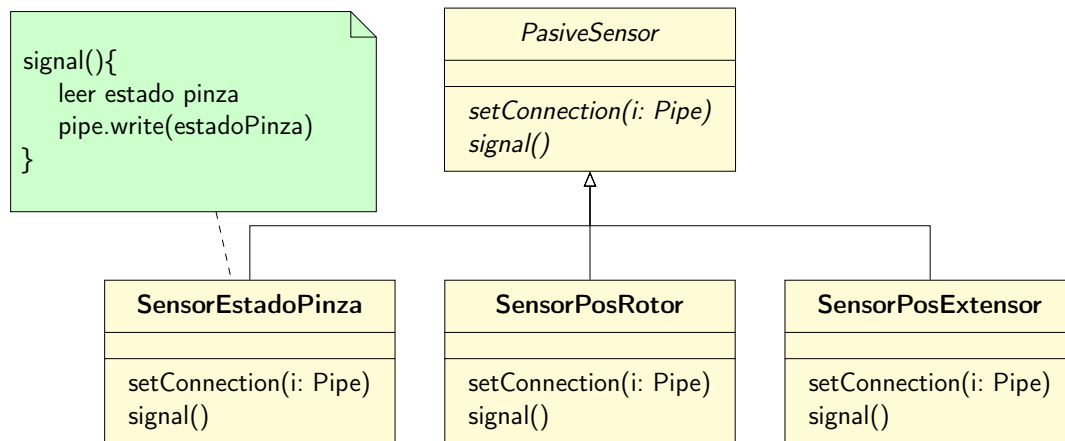 signal(){
leer estado pinza
pipe.write(estadoPinza)
}
PasiveSensor
setConnection(i: Pipe)
signal()
SensorEstadoPinza
setConnection(i: Pipe)
signal()
SensorPosRotor
setConnection(i: Pipe)
signal()
SensorPosExtensor
setConnection(i: Pipe)
signal()